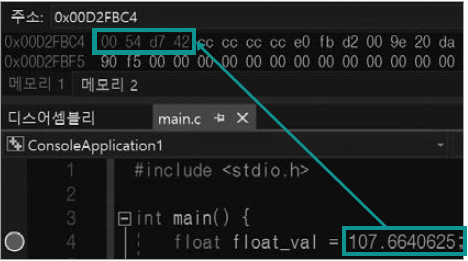 주소: 0x00D2FBC4
0x00D2FBC4 00 54 d7 42 cc cc cc cc e0 fb d2 00 9e 20 da
0x00D2FBF5 90 f5 00 00 00 00 00 00 00 00 00 00 00 00 00
메모리 1 메모리 2
디스어셈블리 main.c
ConsoleApplication1
1 #include <stdio.h>
2
3 int main() {
4 float float_val = 107.6640625;